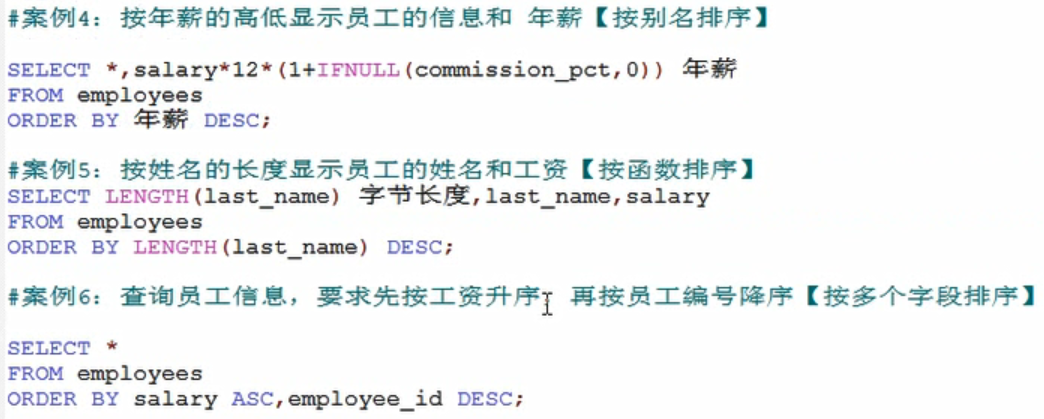 #案例4：按年薪的高低显示员工的信息和 年薪【按别名排序】
SELECT *,salary*12*(1+IFNULL(commission_pct,0)) 年薪
FROM employees
ORDER BY 年薪 DESC;
#案例5：按姓名的长度显示员工的姓名和工资【按函数排序】
SELECT LENGTH(last_name) 字节长度,last_name,salary
FROM employees
ORDER BY LENGTH(last_name) DESC;
#案例6：查询员工信息，要求先按工资升序，再按员工编号降序【按多个字段排序】
SELECT *
FROM employees
ORDER BY salary ASC,employee_id DESC;